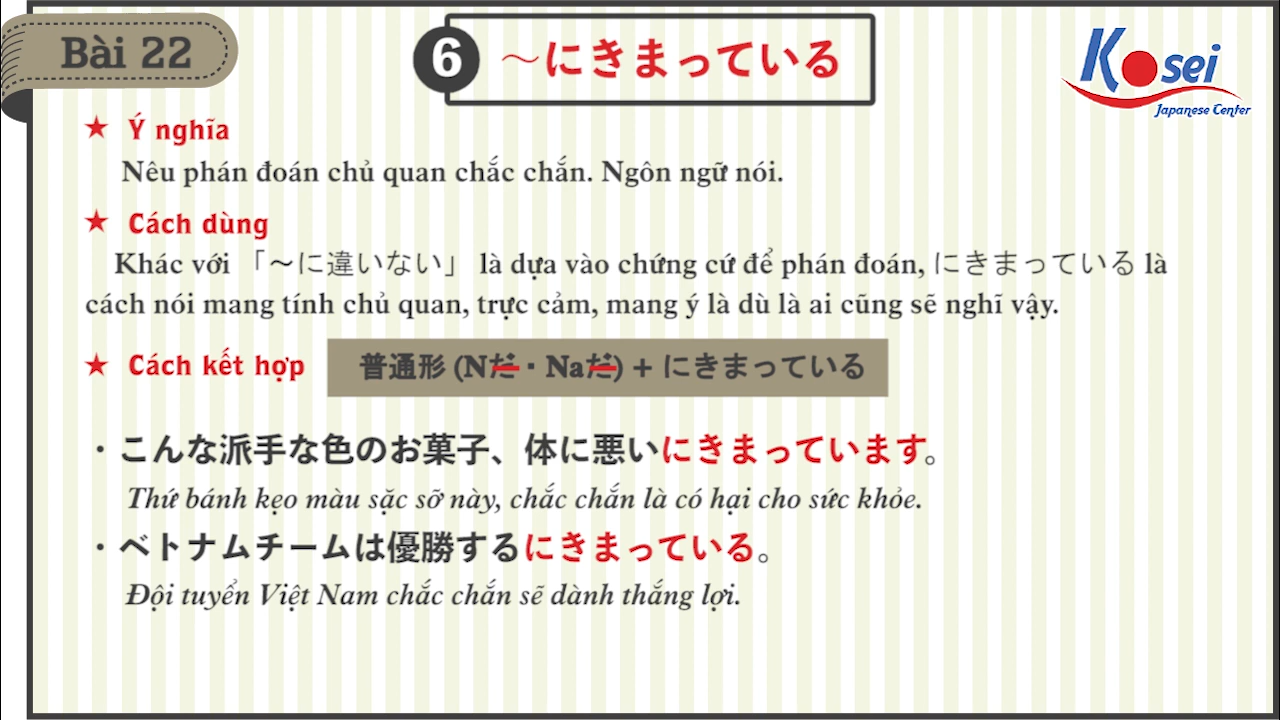 Bài 22
6 ～にきまっている
Kosei
Japanese Center
★ Ý nghĩa
Nêu phán đoán chủ quan chắc chắn. Ngôn ngữ nói.
★ Cách dùng
Khác với 「～に違いない」 là dựa vào chứng cứ để phán đoán, にきまっている là
cách nói mang tính chủ quan, trực cảm, mang ý là dù là ai cũng sẽ nghĩ vậy.
★ Cách kết hợp 普通形 (Nだ・Naだ) + にきまっている
・こんな派手な色のお菓子、体に悪いにきまっています。
Thứ bánh kẹo màu sặc sỡ này, chắc chắn là có hại cho sức khỏe.
・ベトナムチームは優勝するにきまっている。
Đội tuyển Việt Nam chắc chắn sẽ dành thắng lợi.